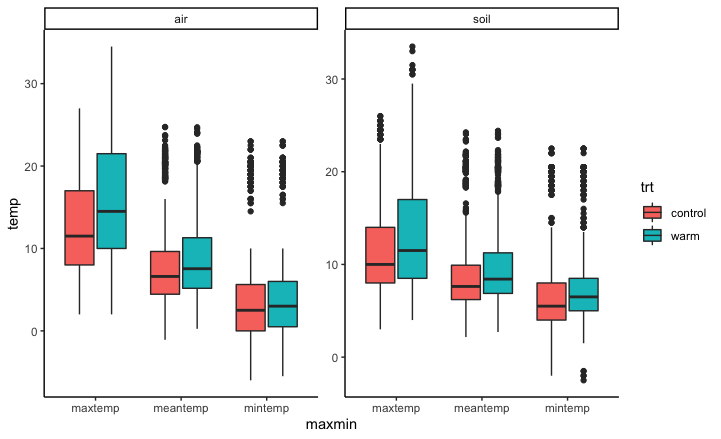 air
soil
temp
30
20
10
0
30
20
10
0
maxtemp
meantemp
mintemp
maxtemp
meantemp
mintemp
maxmin
trt
control
warm